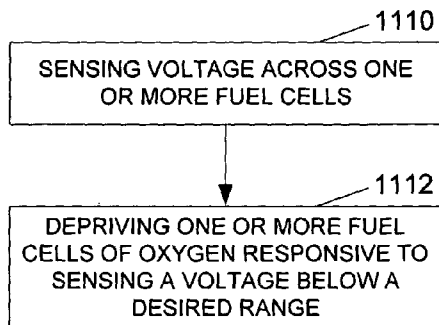 1110
SENSING VOLTAGE ACROSS ONE
OR MORE FUEL CELLS
1112
DEPRIVING ONE OR MORE FUEL
CELLS OF OXYGEN RESPONSIVE TO
SENSING A VOLTAGE BELOW A
DESIRED RANGE